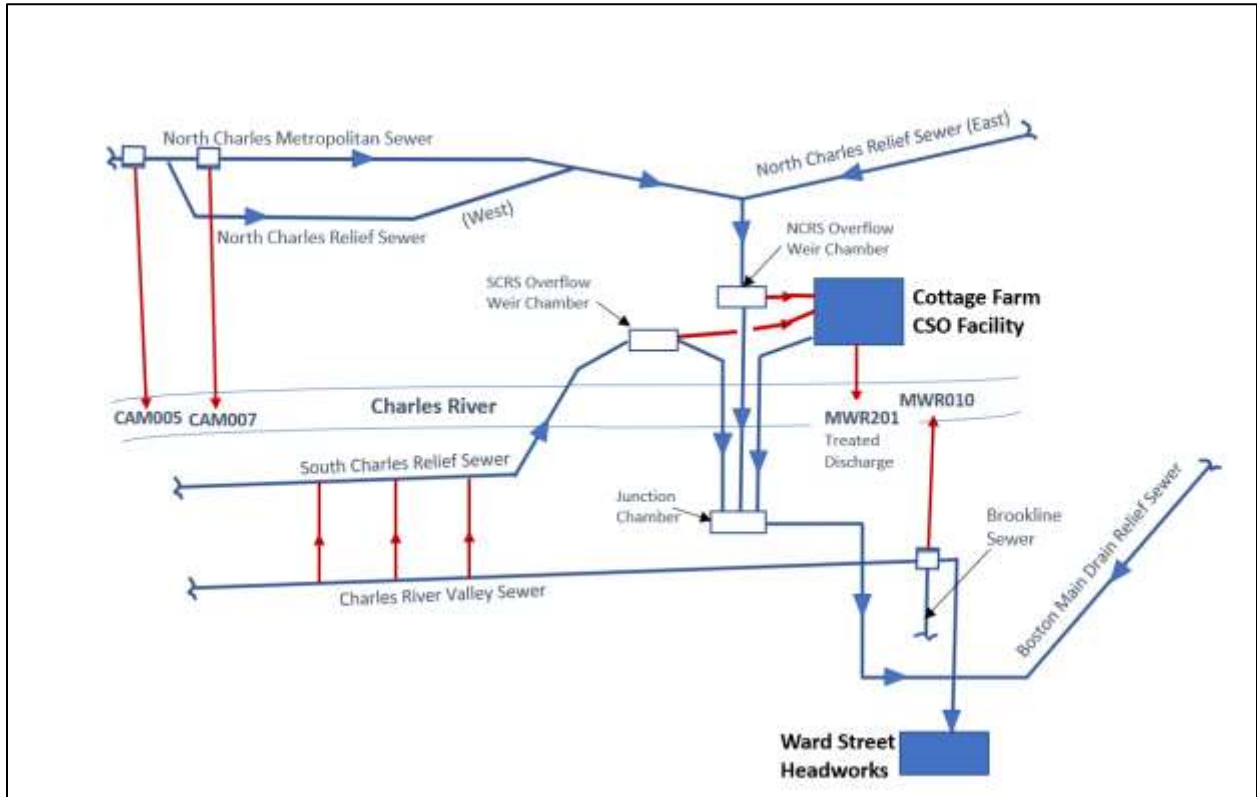 North Charles Metropolitan Sewer
North Charles Relief Sewer (East)
(West)
North Charles Relief Sewer
NCRS Overflow
Weir Chamber
SCRS Overflow
Weir Chamber
Cottage Farm
CSO Facility
CAM005
CAM007
Charles River
MWR201
Treated
Discharge
MWR010
South Charles Relief Sewer
Junction
Chamber
Brookline
Sewer
Boston Main Drain Relief Sewer
Charles River Valley Sewer
Ward Street
Headworks